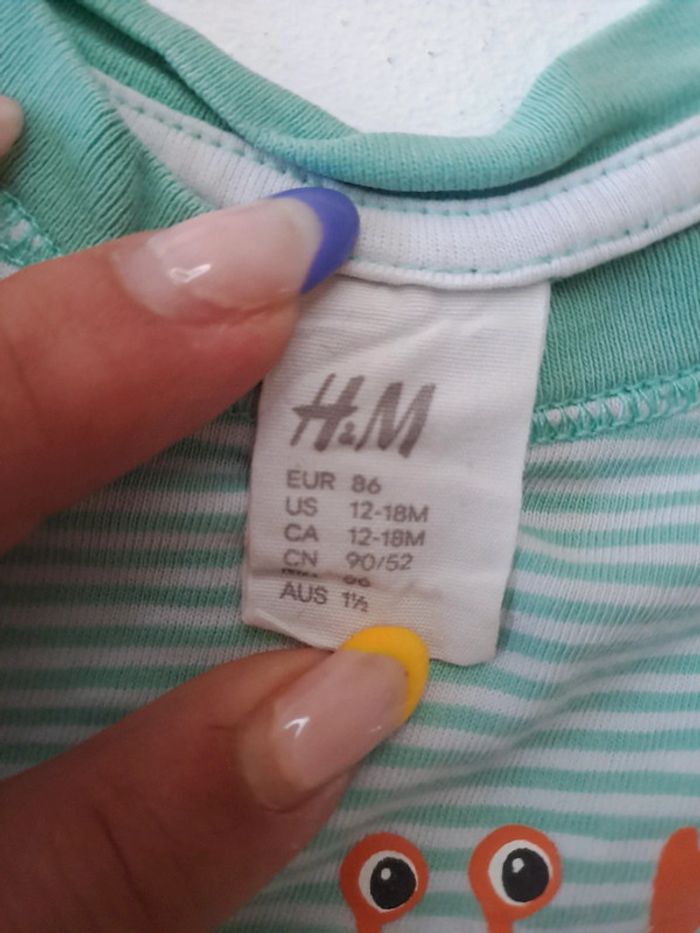 H&M
EUR 86
US 12-18M
CA 12-18M
CN 90/52
AUS 1½